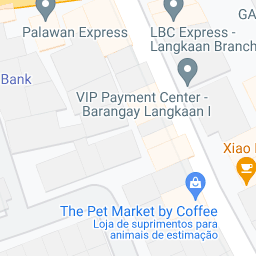 GA
Palawan Express
LBC Express -
Langkaan Branch
Bank
VIP Payment Center -
Barangay Langkaan I
Xiao
The Pet Market by Coffee
Loja de suprimentos para
animais de estimação